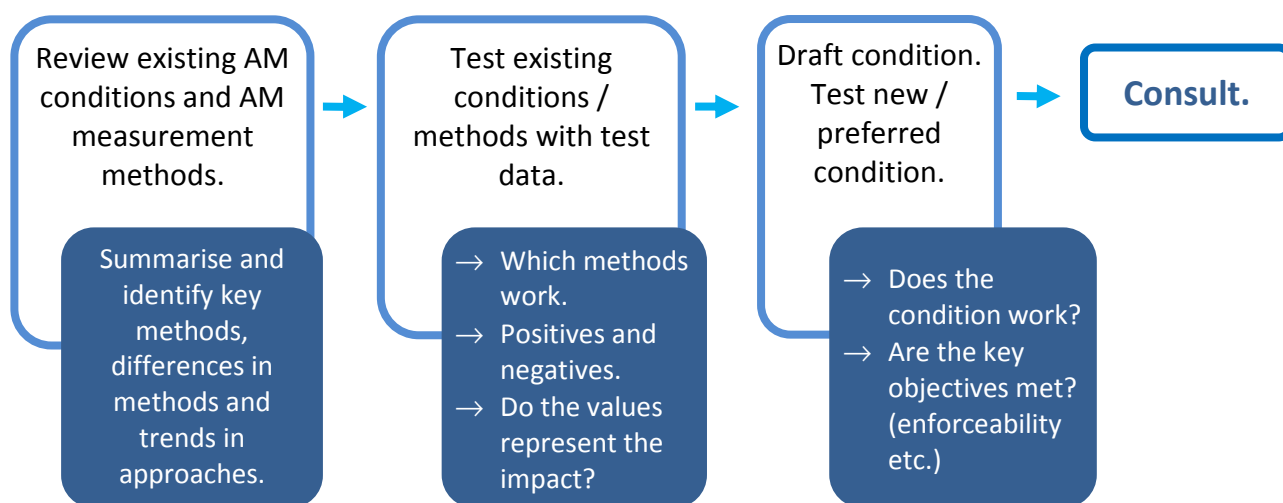 Review existing AM
conditions and AM
measurement
methods.
Summarise and
identify key
methods,
differences in
methods and
trends in
approaches.
Test existing
conditions /
methods with test
data.
→ Which methods
work.
→ Positives and
negatives.
→ Do the values
represent the
impact?
Draft condition.
Test new /
preferred
condition.
→ Does the
condition work?
→ Are the key
objectives met?
(enforceability
etc.)
Consult.